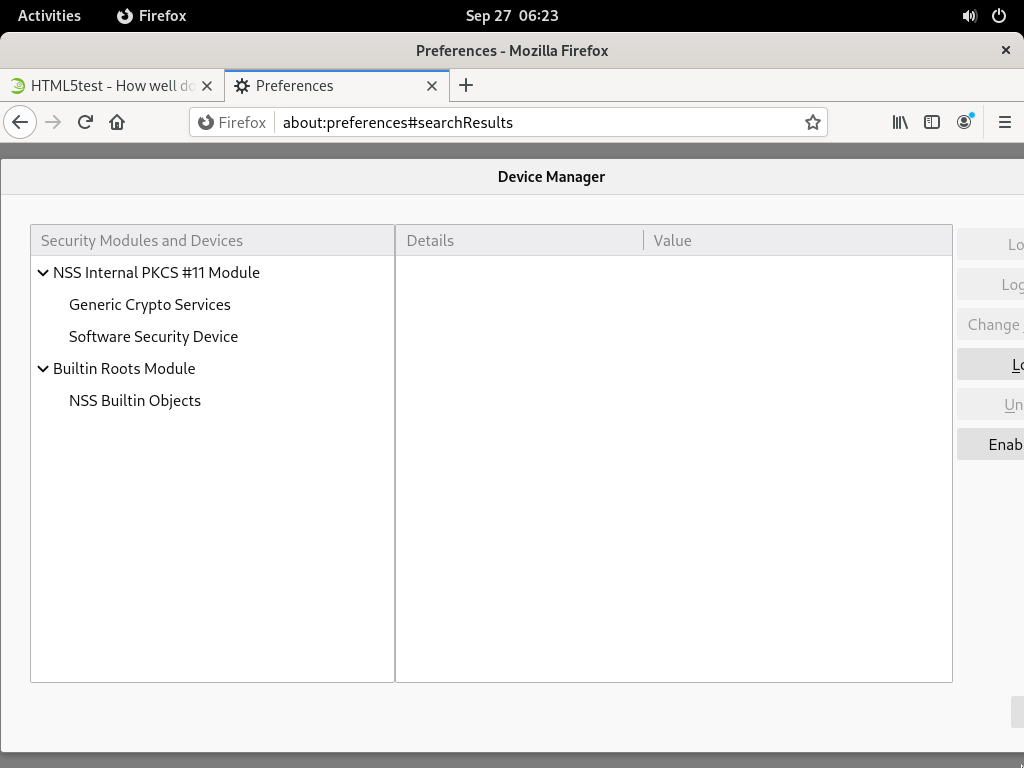 Activities
Firefox
Sep 27 06:23
Preferences - Mozilla Firefox
HTML5test - How well do
Preferences
Firefox
about:preferences#searchResults
Device Manager
Security Modules and Devices
Details
Value
NSS Internal PKCS #11 Module
Generic Crypto Services
Software Security Device
Builtin Roots Module
NSS Builtin Objects
Lo
Log
Change
Lo
Un
Enab